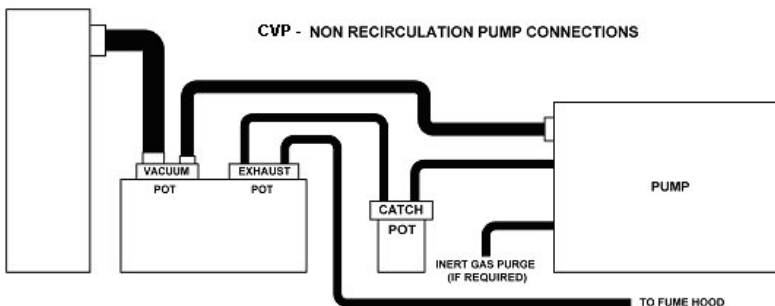 CVP - NON RECIRCULATION PUMP CONNECTIONS
VACUUM
POT
EXHAUST
POT
CATCH
POT
PUMP
INERT GAS PURGE
(IF REQUIRED)
TO FUME HOOD